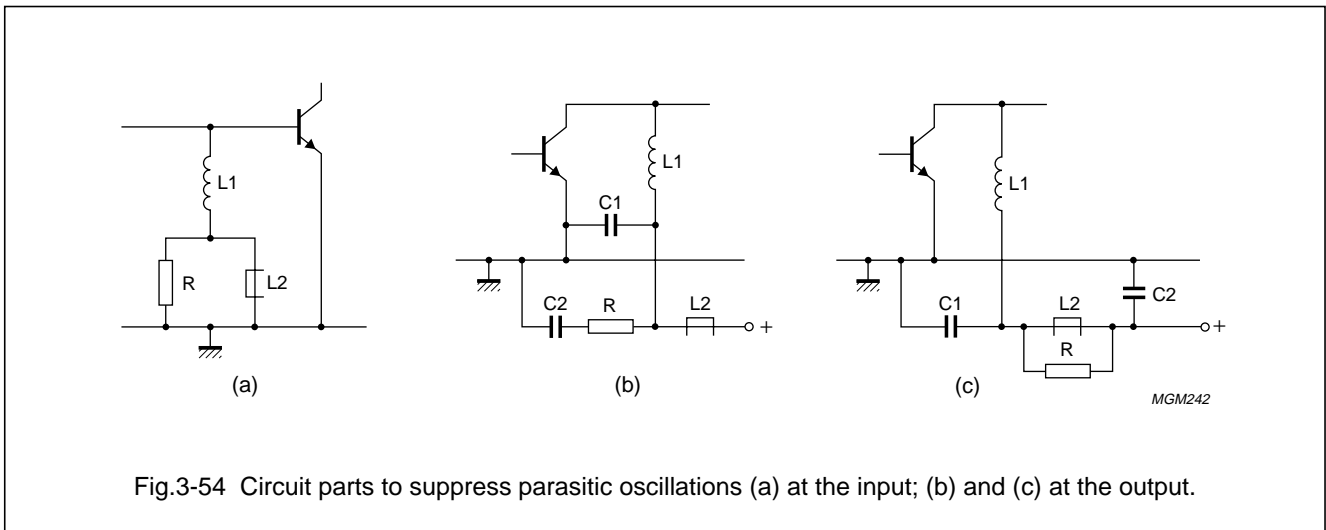 L1
R
L2
(a)
L1
C1
C2
R
L2
+
(b)
L1
C1
L2
C2
R
+
(c)
MGM242
Fig.3-54 Circuit parts to suppress parasitic oscillations (a) at the input; (b) and (c) at the output.